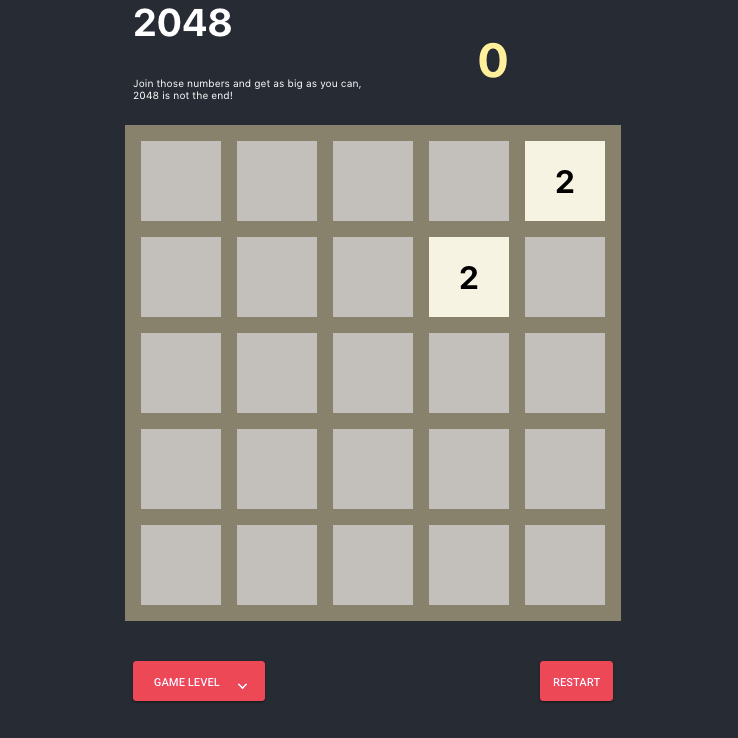 2048
0
Join those numbers and get as big as you can,
2048 is not the end!
2
2
GAME LEVEL
RESTART